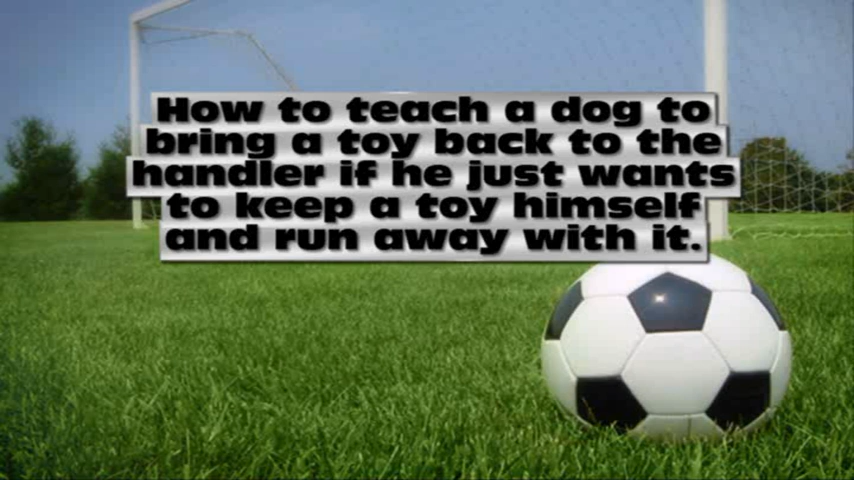 How to teach a dog to
bring a toy back to the
handler if he just wants
to keep a toy himself
and run away with it.